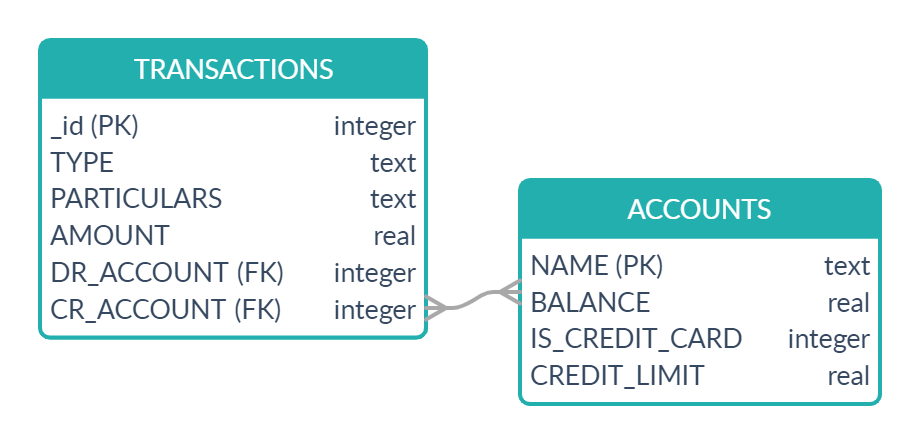 TRANSACTIONS
_id (PK) integer
TYPE text
PARTICULARS text
AMOUNT real
DR_ACCOUNT (FK) integer
CR_ACCOUNT (FK) integer
ACCOUNTS
NAME (PK) text
BALANCE real
IS_CREDIT_CARD integer
CREDIT_LIMIT real